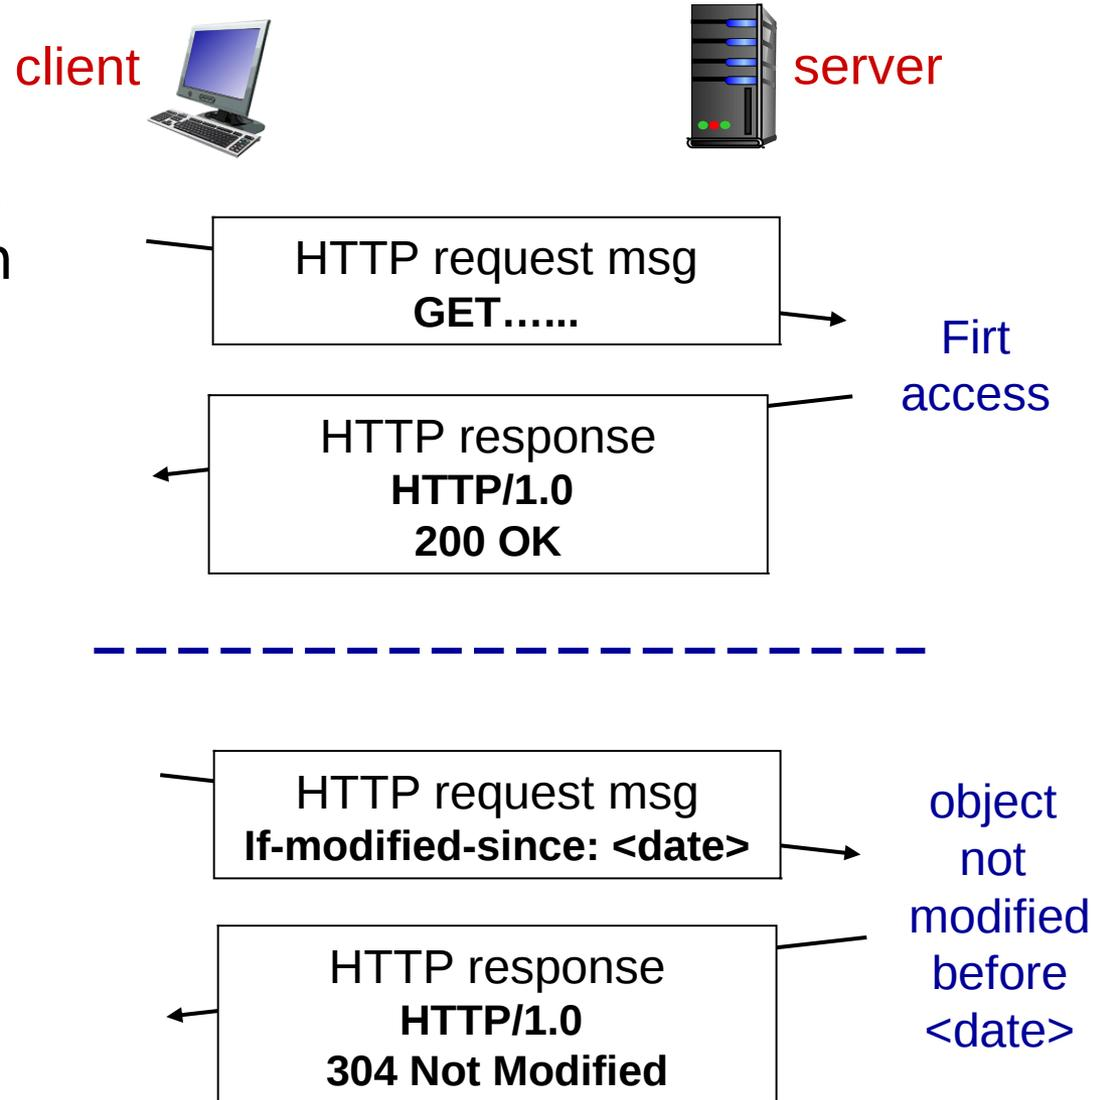 client
server
n
HTTP request msg
GET…...
Firt
access
HTTP response
HTTP/1.0
200 OK
HTTP request msg
If-modified-since: <date>
object
not
modified
before
<date>
HTTP response
HTTP/1.0
304 Not Modified